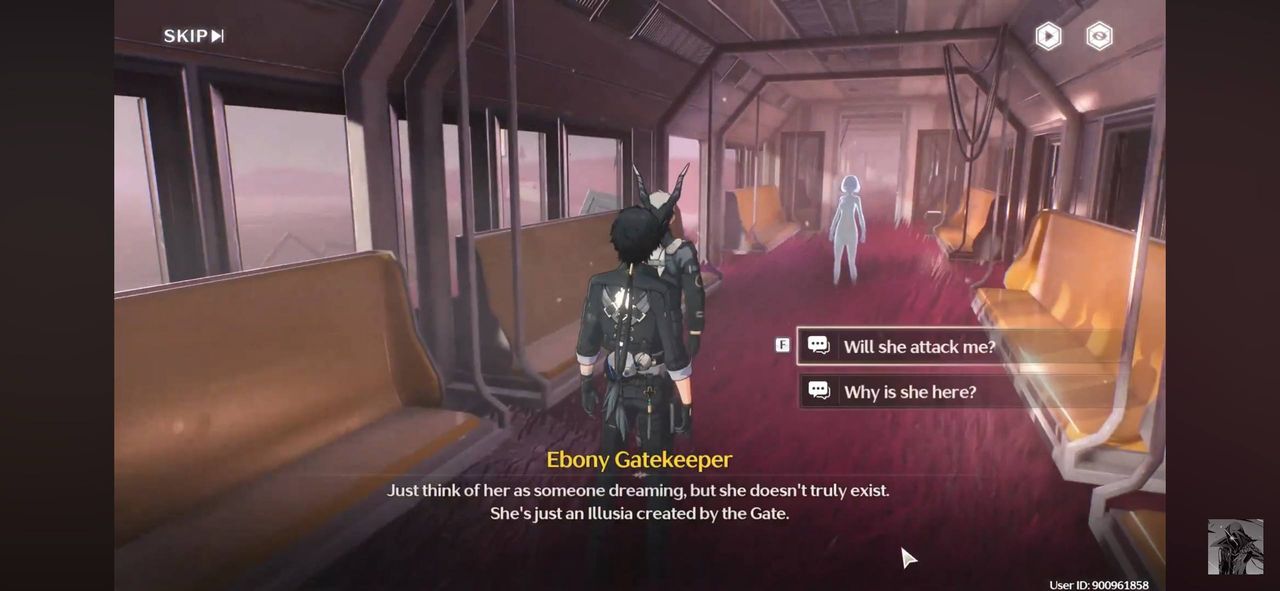 SKIP
F
Will she attack me?
Why is she here?
Ebony Gatekeeper
Just think of her as someone dreaming, but she doesn't truly exist.
She's just an Illusia created by the Gate.
User ID: 900961858